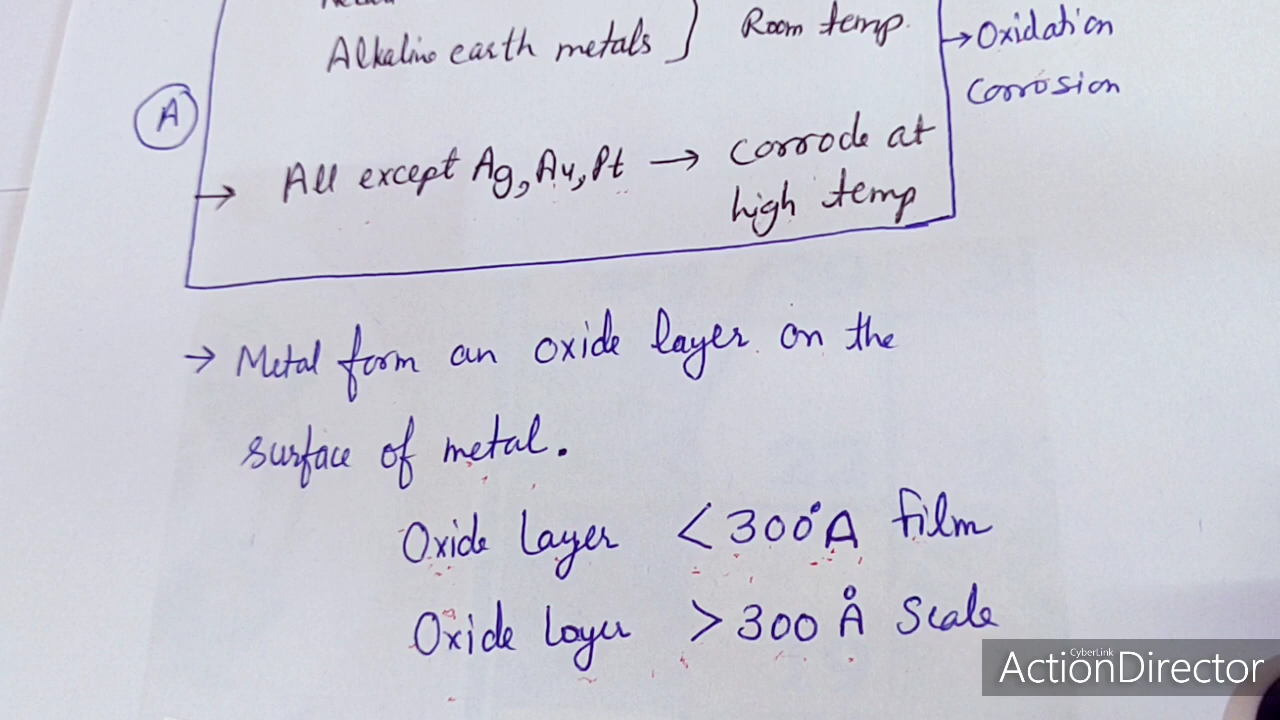 Alkaline earth metals ] Room temp.
→ Oxidation
Corrosion
A
→ All except Ag, Au, Pt → corrode at
high temp
→ Metal form an oxide layer on the
surface of metal.
Oxide layer < 300°A film
Oxide layer > 300 Å Scale
CyberLink
ActionDirector